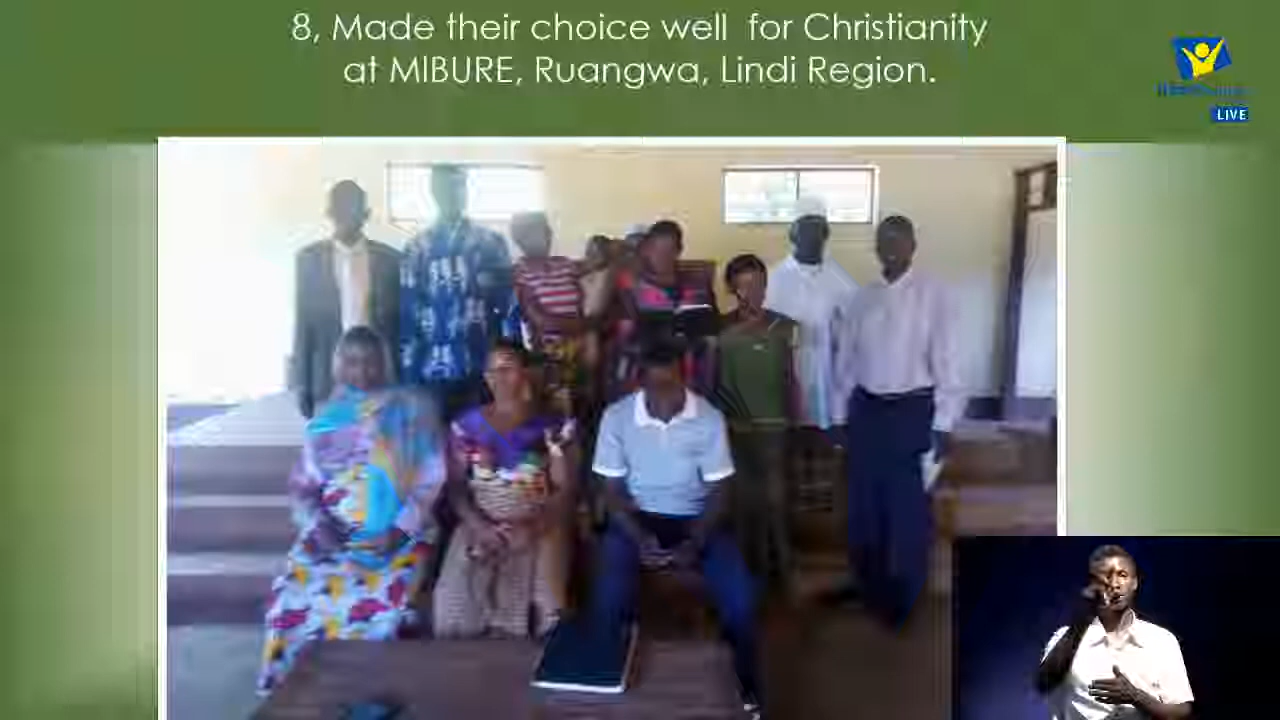 8, Made their choice well for Christianity
at MIBURE, Ruangwa, Lindi Region.
LIVE